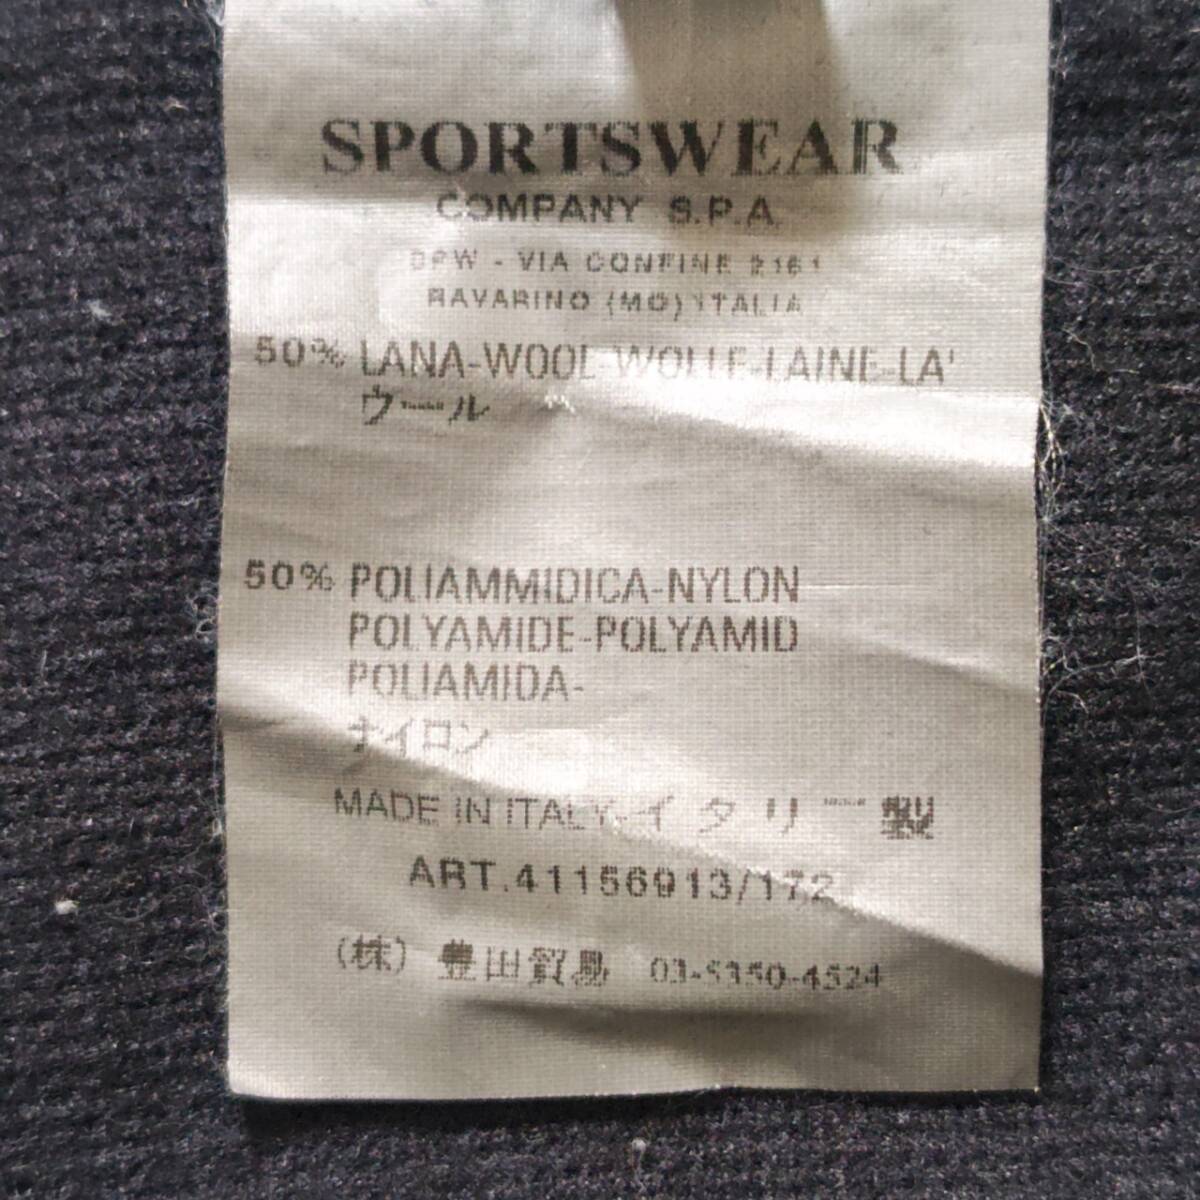 SPORTSWEAR
COMPANY S.P.A.
DPW - VIA CONFINE 2161
RAVARINO (MO) ITALIA
50% LANA-WOOL-WOLLE-LAINE-LA'
ウール
50% POLIAMMIDICA-NYLON
POLYAMIDE-POLYAMID
POLIAMIDA-
ナイロン
MADE IN ITALY-イタリー製
ART.41156913/172
(株) 豊田貿易 03-5350-4524